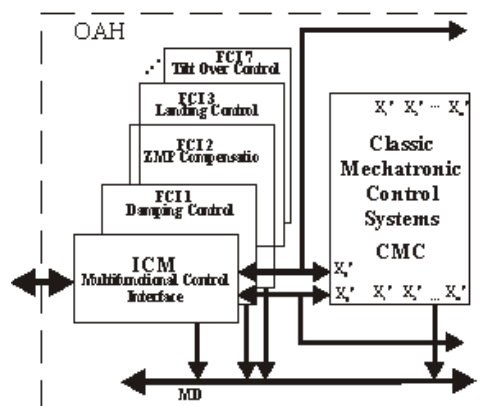 OAH
FCI 7
Tilt Over Control
FCI 3
Landing Control
FCI 2
ZMP Compensatio
FCI 1
Damping Control
ICM
Multifunctional Control
Interface
Classic
Mechatronic
Control
Systems
CMC
MD